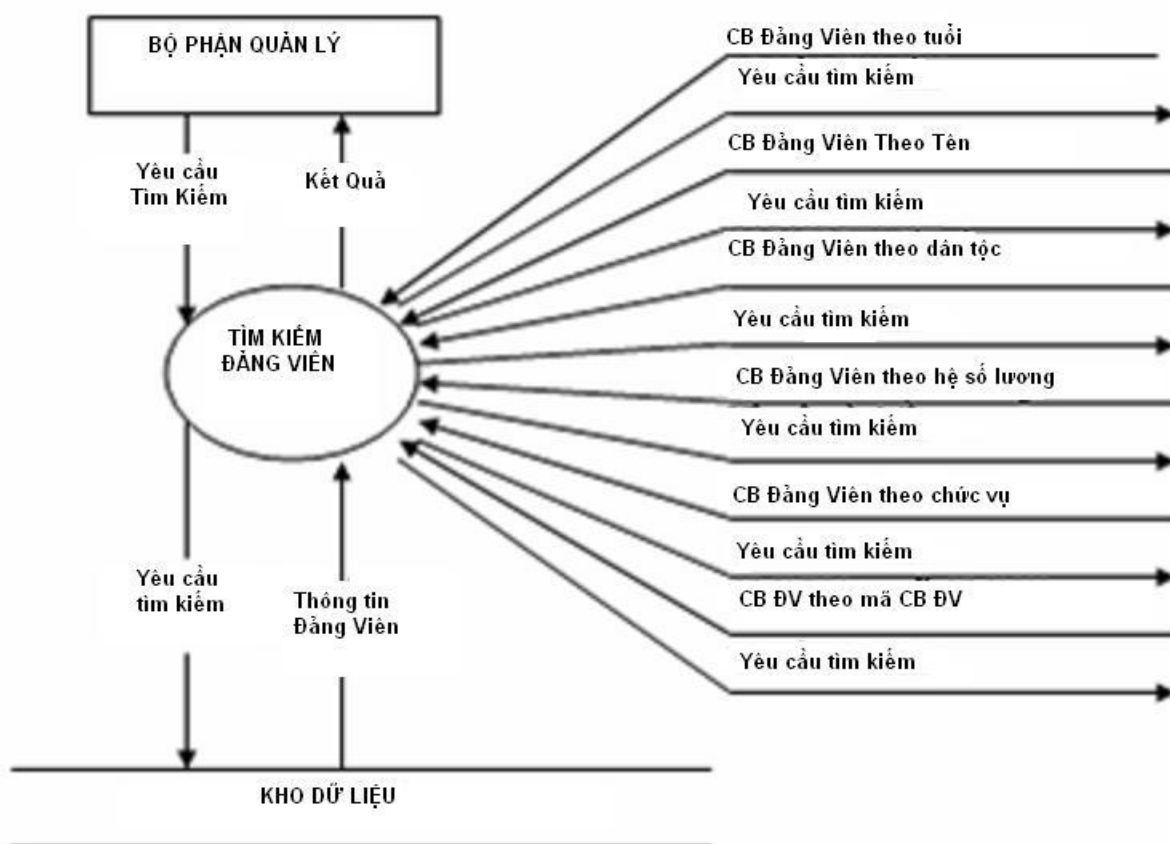 BỘ PHẬN QUẢN LÝ
Yêu cầu
Tìm Kiếm
Kết Quả
TÌM KIẾM
ĐẢNG VIÊN
Yêu cầu
tìm kiếm
Thông tin
Đảng Viên
KHO DỮ LIỆU
CB Đảng Viên theo tuổi
Yêu cầu tìm kiếm
CB Đảng Viên Theo Tên
Yêu cầu tìm kiếm
CB Đảng Viên theo dân tộc
Yêu cầu tìm kiếm
CB Đảng Viên theo hệ số lương
Yêu cầu tìm kiếm
CB Đảng Viên theo chức vụ
Yêu cầu tìm kiếm
CB ĐV theo mã CB ĐV
Yêu cầu tìm kiếm